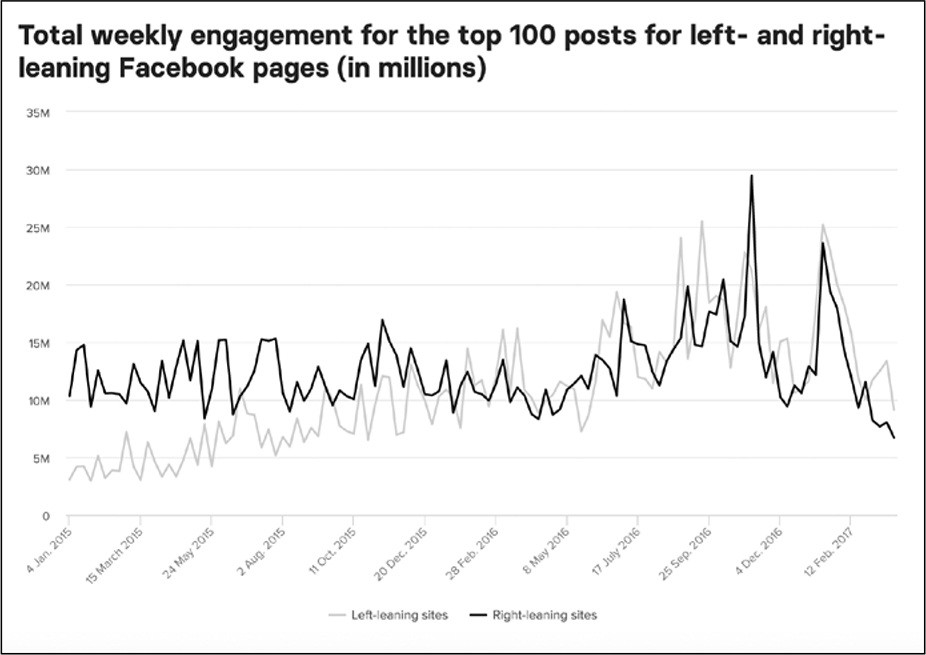 Total weekly engagement for the top 100 posts for left- and right-
leaning Facebook pages (in millions)
35M
30M
25M
20M
15M
10M
5M
0
4 Jan. 2015
15 March 2015
24 May 2015
2 Aug. 2015
11 Oct. 2015
20 Dec. 2015
28 Feb. 2016
8 May 2016
17 July 2016
25 Sep. 2016
4 Dec. 2016
12 Feb. 2017
Left-leaning sites
Right-leaning sites